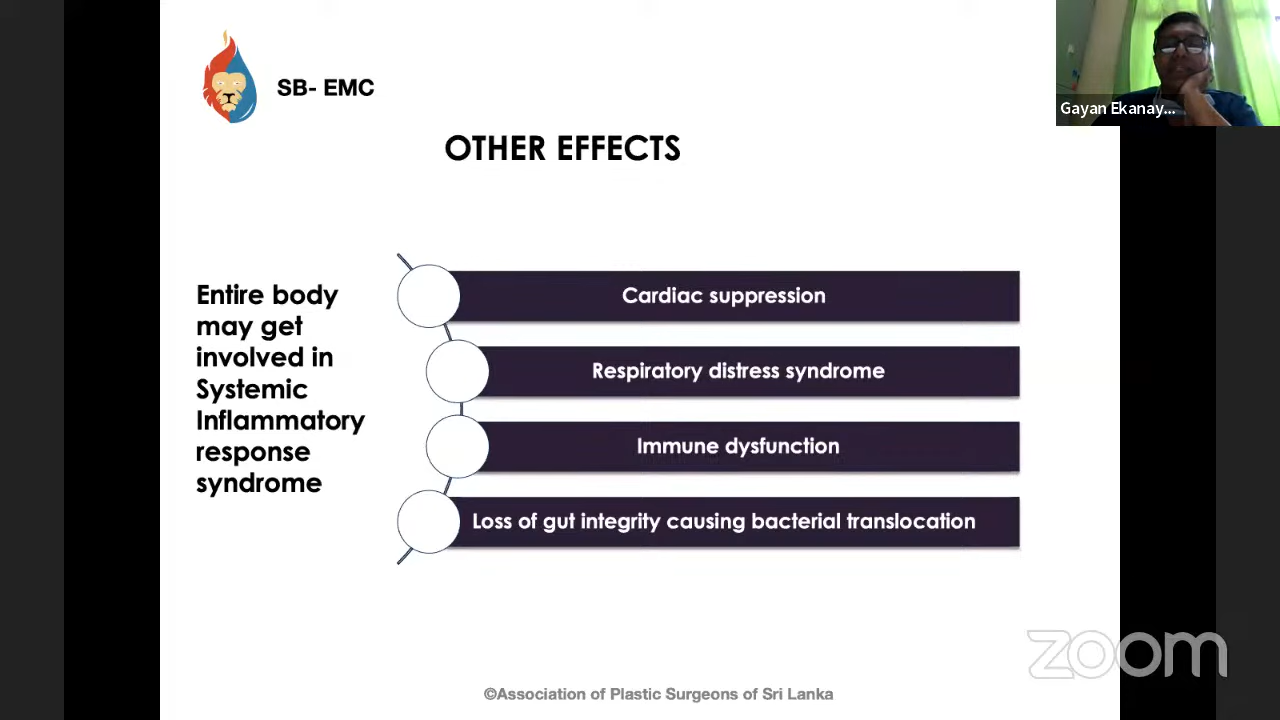 SB- EMC
Gayan Ekanay...
OTHER EFFECTS
Entire body
may get
involved in
Systemic
Inflammatory
response
syndrome
Cardiac suppression
Respiratory distress syndrome
Immune dysfunction
Loss of gut integrity causing bacterial translocation
zoom
©Association of Plastic Surgeons of Sri Lanka